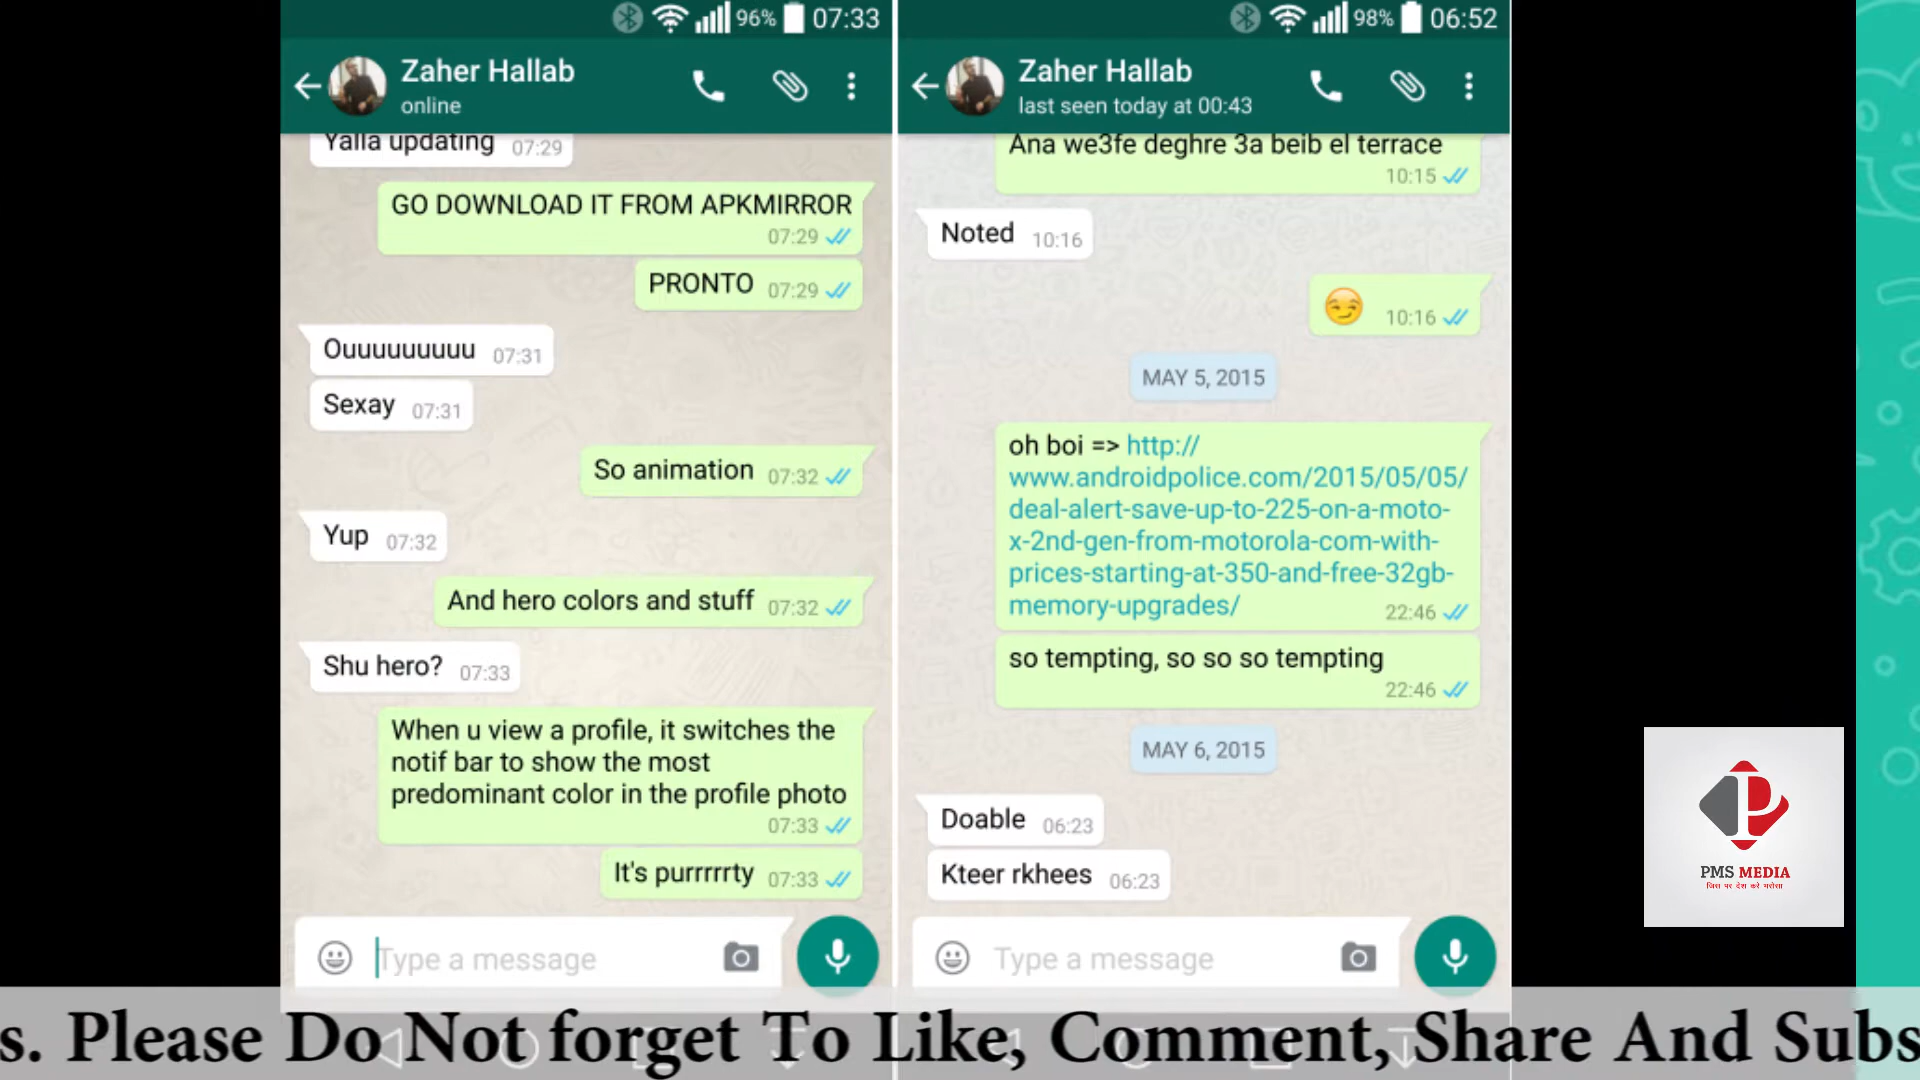 96% 07:33
Zaher Hallab
online
Yalla updating 07:29
GO DOWNLOAD IT FROM APKMIRROR
07:29
PRONTO 07:29
Ouuuuuuuuu 07:31
Sexay 07:31
So animation 07:32
Yup 07:32
And hero colors and stuff 07:32
Shu hero? 07:33
When u view a profile, it switches the
notif bar to show the most
predominant color in the profile photo
07:33
It's purrrrrty 07:33
Type a message
98% 06:52
Zaher Hallab
last seen today at 00:43
Ana we3fe deghre 3a beib el terrace
10:15
Noted 10:16
10:16
MAY 5, 2015
oh boi => http://
www.androidpolice.com/2015/05/05/
deal-alert-save-up-to-225-on-a-moto-
x-2nd-gen-from-motorola-com-with-
prices-starting-at-350-and-free-32gb-
memory-upgrades/ 22:46
so tempting, so so so tempting
22:46
MAY 6, 2015
Doable 06:23
Kteer rkhees 06:23
Type a message
PMS MEDIA
जिस पर देश करे भरोसा
s. Please Do Not forget To Like, Comment, Share And Subs